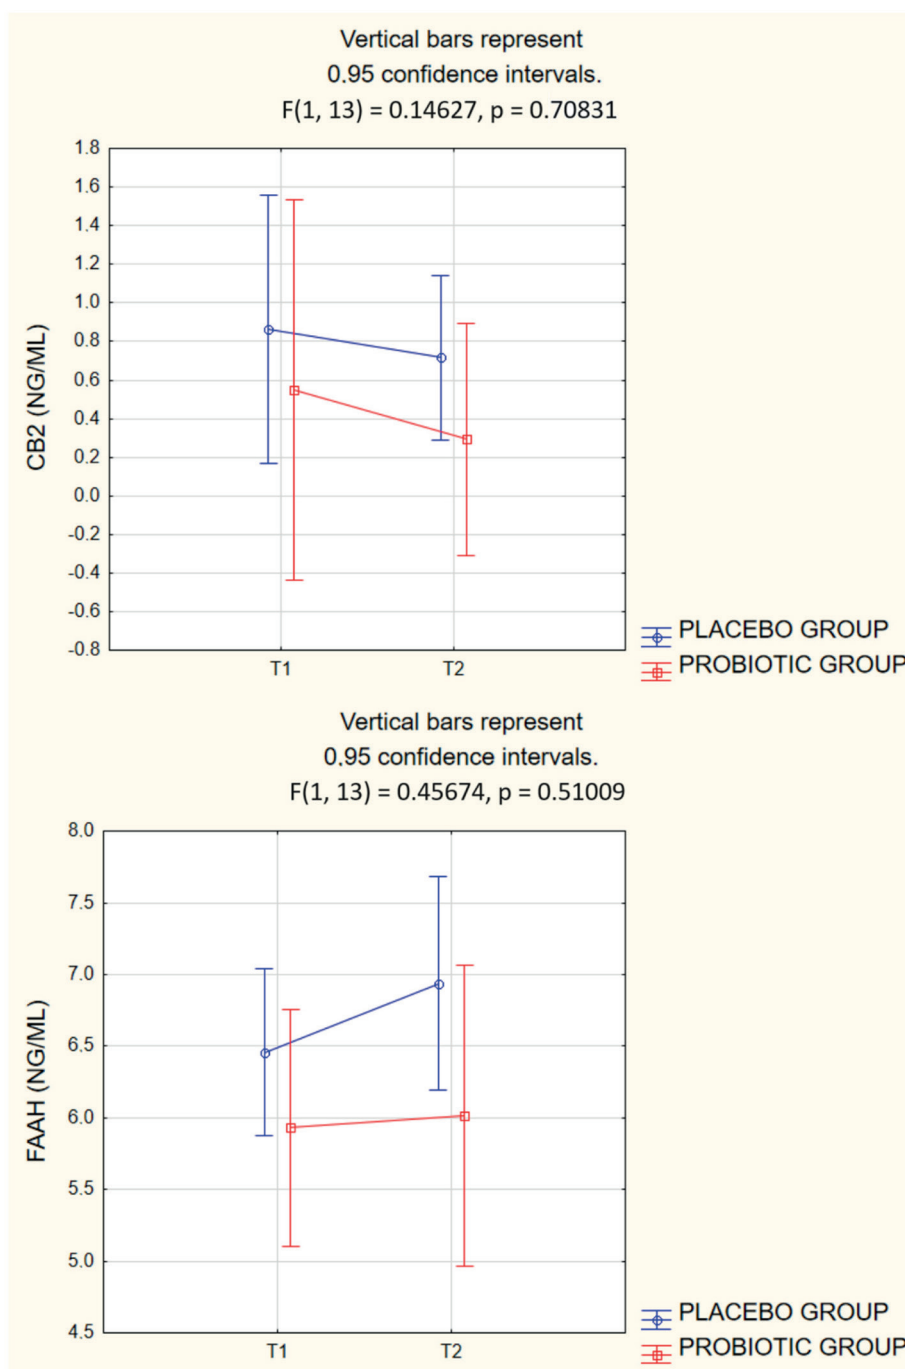 Vertical bars represent
0.95 confidence intervals.
F(1, 13) = 0.14627, p = 0.70831
CB2 (NG/ML)
1.8
1.6
1.4
1.2
1.0
0.8
0.6
0.4
0.2
0.0
-0.2
-0.4
-0.6
-0.8
T1 T2
PLACEBO GROUP
PROBIOTIC GROUP
Vertical bars represent
0.95 confidence intervals.
F(1, 13) = 0.45674, p = 0.51009
FAAH (NG/ML)
8.0
7.5
7.0
6.5
6.0
5.5
5.0
4.5
T1 T2
PLACEBO GROUP
PROBIOTIC GROUP